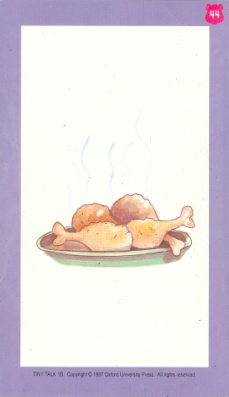 44
TINY TALK 1B. Copyright © 1997 Oxford University Press. All rights reserved.